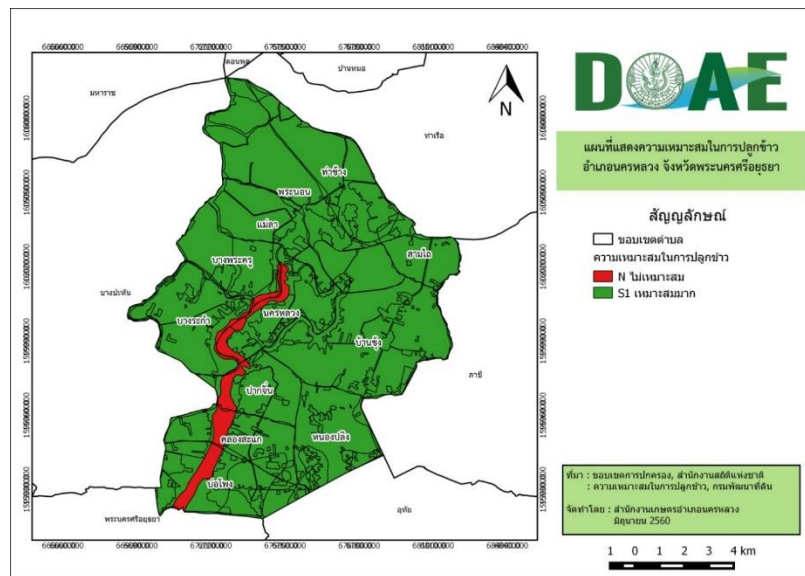 DOAE
แผนที่แสดงความเหมาะสมในการปลูกข้าว
อำเภอนครหลวง จังหวัดพระนครศรีอยุธยา
สัญญลักษณ์
ขอบเขตตำบล
ความเหมาะสมในการปลูกข้าว
N ไม่เหมาะสม
S1 เหมาะสมมาก
ดอนพุด
บ้านหมอ
มหาราช
ท่าเรือ
N
ท่าช้าง
พระนอน
แม่ลา
สามไถ
บางพระครู
บางปะหัน
นครหลวง
บางระกำ
บ้านชุ้ง
ภาชี
ปากจั่น
คลองสะแก
หนองปลิง
บ่อโพง
อุทัย
พระนครศรีอยุธยา
ที่มา : ขอบเขตการปกครอง, สำนักงานสถิติแห่งชาติ
: ความเหมาะสมในการปลูกข้าว, กรมพัฒนาที่ดิน
จัดทำโดย : สำนักงานเกษตรอำเภอนครหลวง
มิถุนายน 2560
1 0 1 2 3 4 km